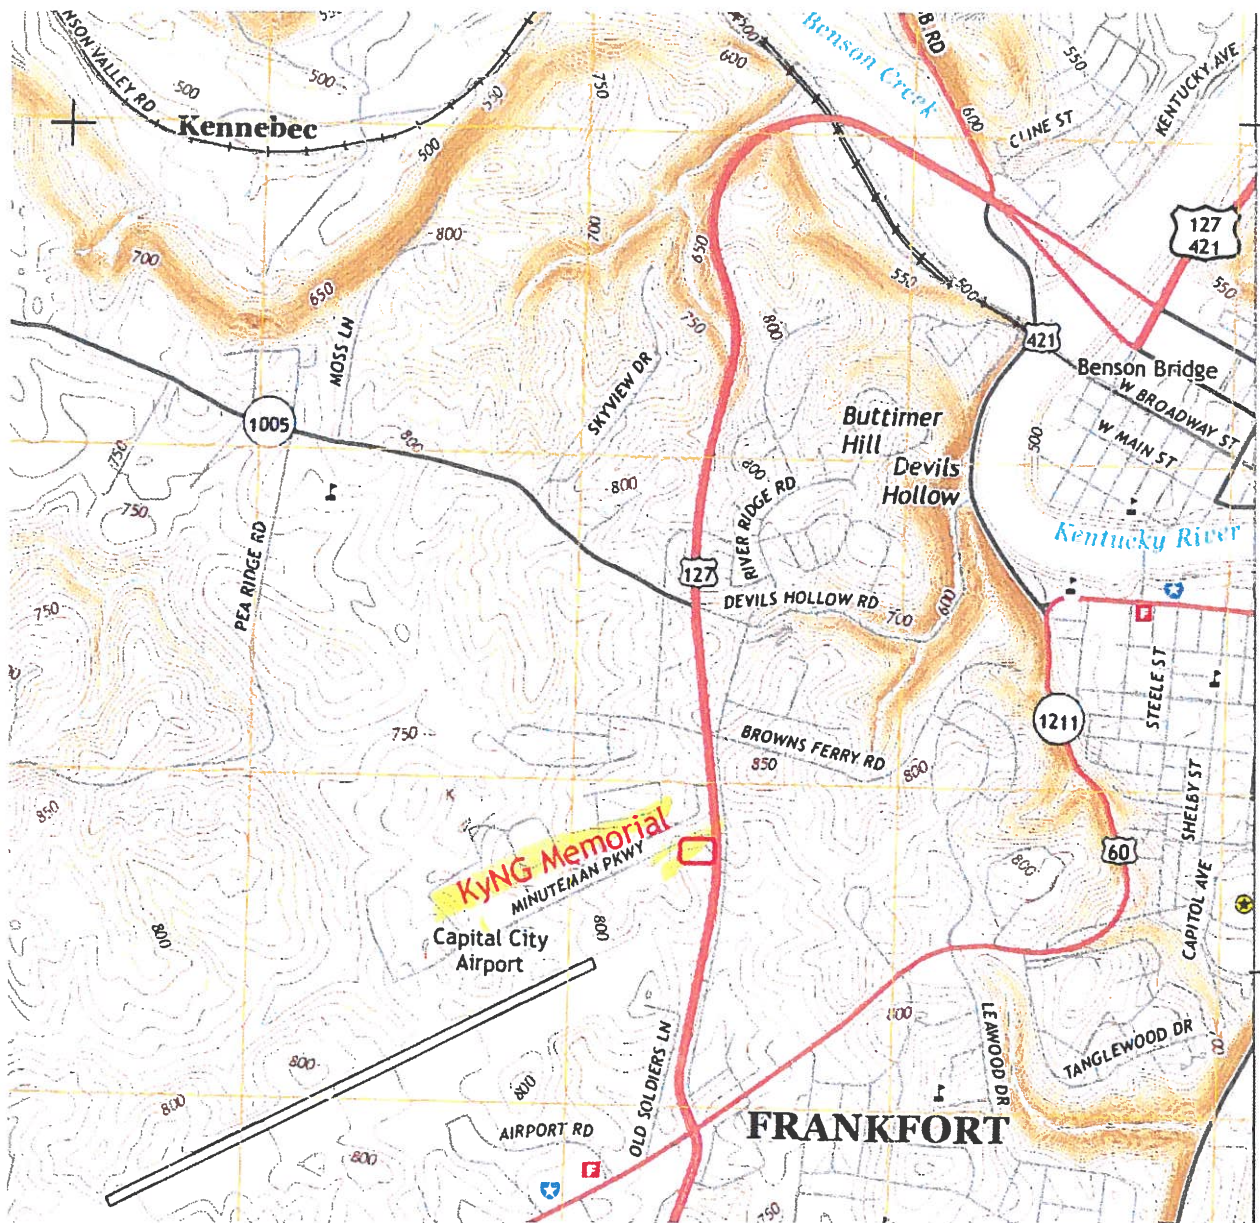 NSON VALLEY RD
500
500
Kennebec
550
500
750
600
500
Benson Creek
BB RD
600
550
CLINE ST
KENTUCKY AVE
127
421
550
700
650
800
700
650
750
800
550
500
421
Benson Bridge
W BROADWAY ST
W MAIN ST
500
MOSS LN
SKYVIEW DR
1005
800
750
750
800
Buttimer
Hill
Devils
Hollow
800
RIVER RIDGE RD
Kentucky River
PEA RIDGE RD
127
DEVILS HOLLOW RD
700
600
F
750
STEELE ST
1211
750
BROWNS FERRY RD
850
800
SHELBY ST
850
K
KyNG Memorial
MINUTEMAN PKWY
60
800
CAPITOL AVE
800
Capital City
Airport
800
800
LEAWOOD DR
TANGLEWOOD DR
OLD SOLDIERS LN
800
800
800
AIRPORT RD
FRANKFORT
800
F
750